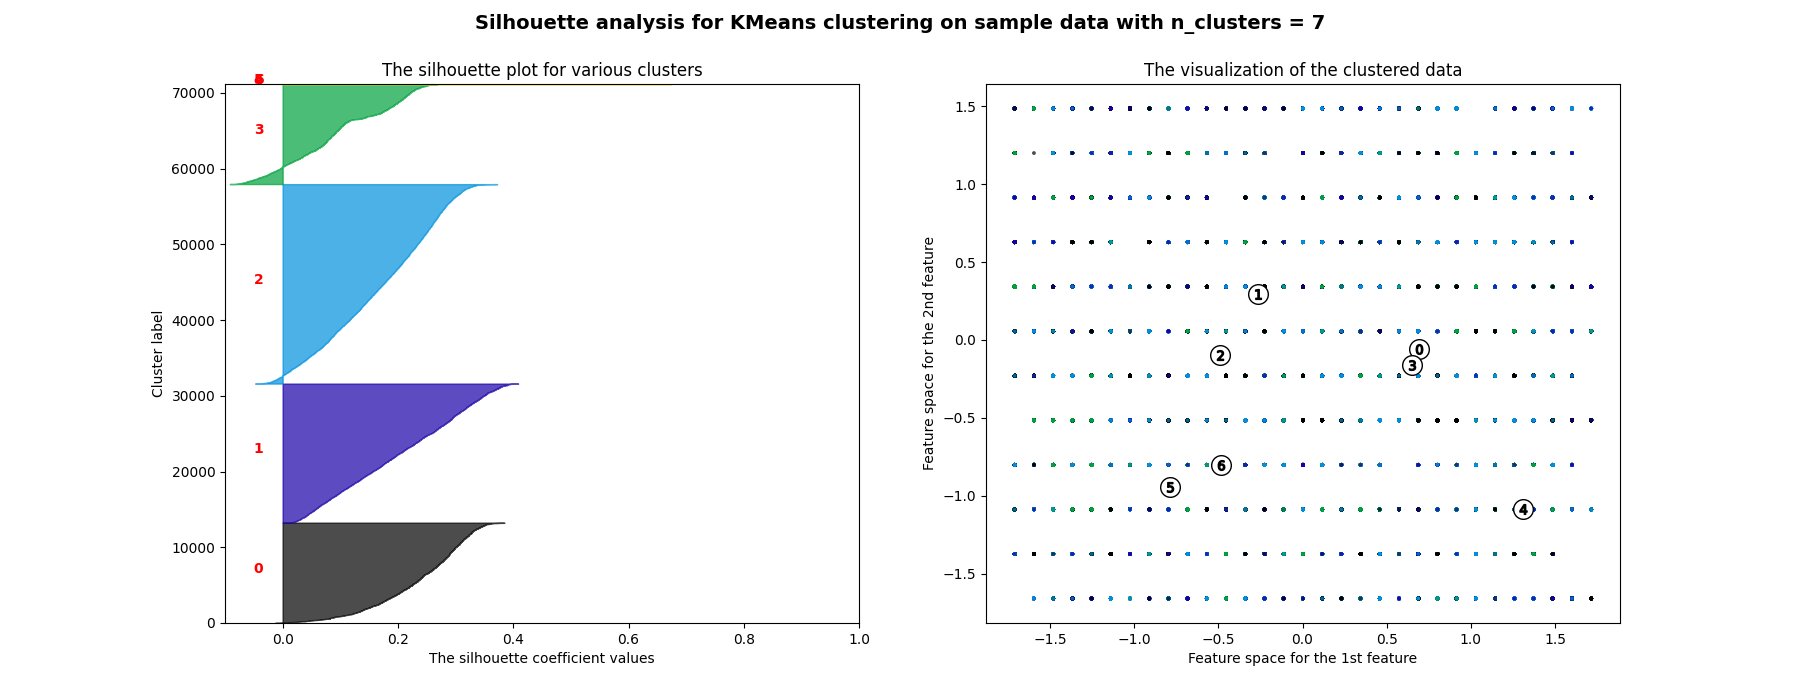 Silhouette analysis for KMeans clustering on sample data with n_clusters = 7
The silhouette plot for various clusters
70000
60000
50000
40000
30000
20000
10000
0
Cluster label
3
2
1
0
0.0 0.2 0.4 0.6 0.8 1.0
The silhouette coefficient values
The visualization of the clustered data
1.5
1.0
0.5
0.0
−0.5
−1.0
−1.5
Feature space for the 2nd feature
1
0
2
3
6
5
4
−1.5 −1.0 −0.5 0.0 0.5 1.0 1.5
Feature space for the 1st feature